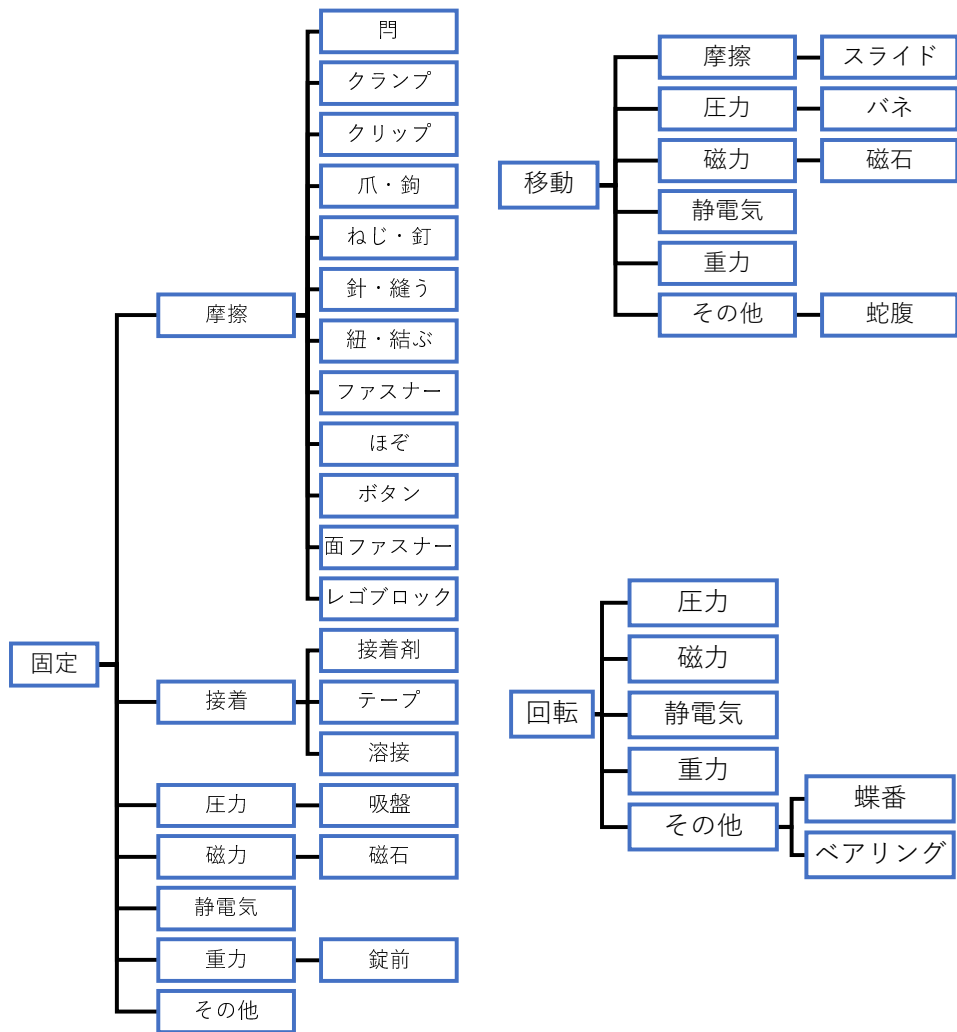 固定
摩擦
閂
クランプ
クリップ
爪・鉤
ねじ・釘
針・縫う
紐・結ぶ
ファスナー
ほぞ
ボタン
面ファスナー
レゴブロック
接着
接着剤
テープ
溶接
圧力
吸盤
磁力
磁石
静電気
重力
錠前
その他
移動
摩擦
スライド
圧力
バネ
磁力
磁石
静電気
重力
その他
蛇腹
回転
圧力
磁力
静電気
重力
その他
蝶番
ベアリング